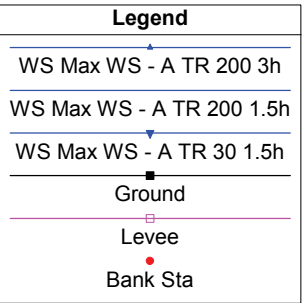 Legend
WS Max WS - A TR 200 3h
WS Max WS - A TR 200 1.5h
WS Max WS - A TR 30 1.5h
Ground
Levee
Bank Sta